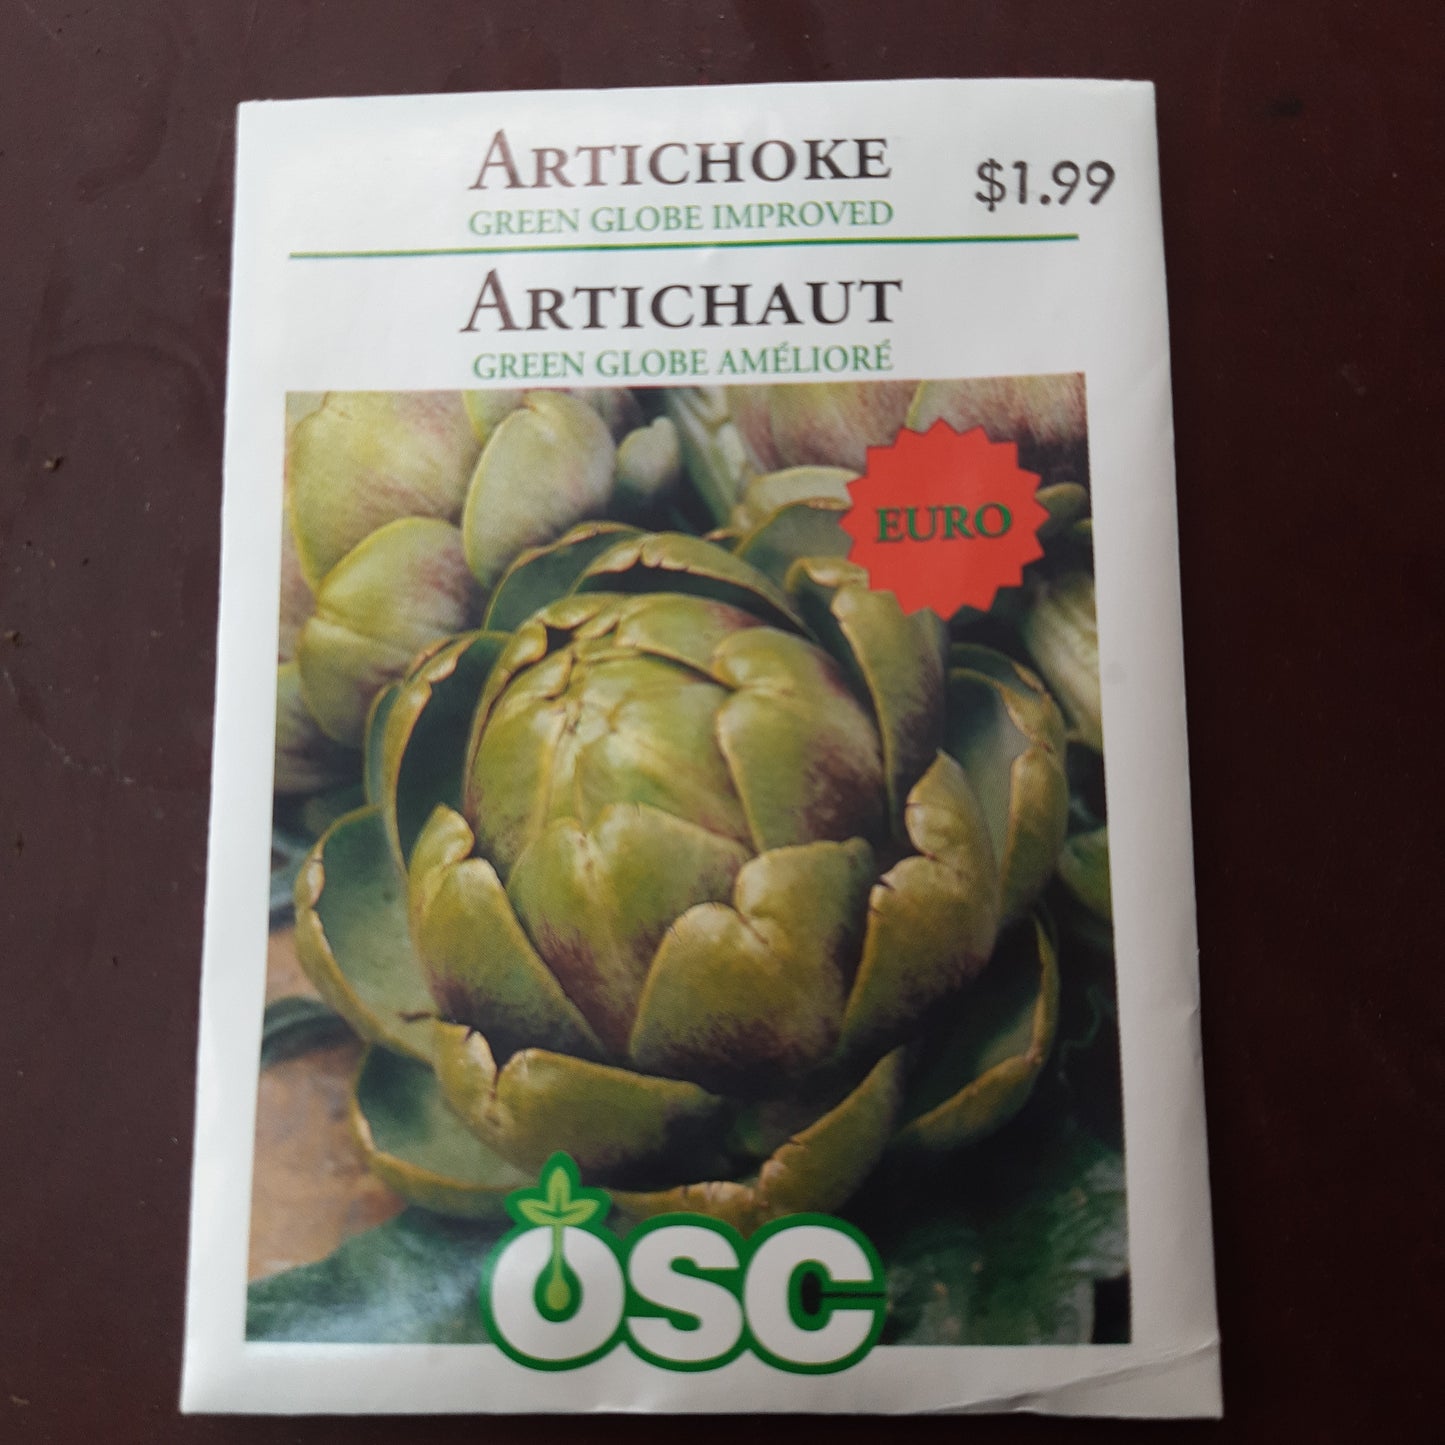 ARTICHOKE
$1.99
GREEN GLOBE IMPROVED
ARTICHAUT
GREEN GLOBE AMÉLIORÉ
EURO
OSC